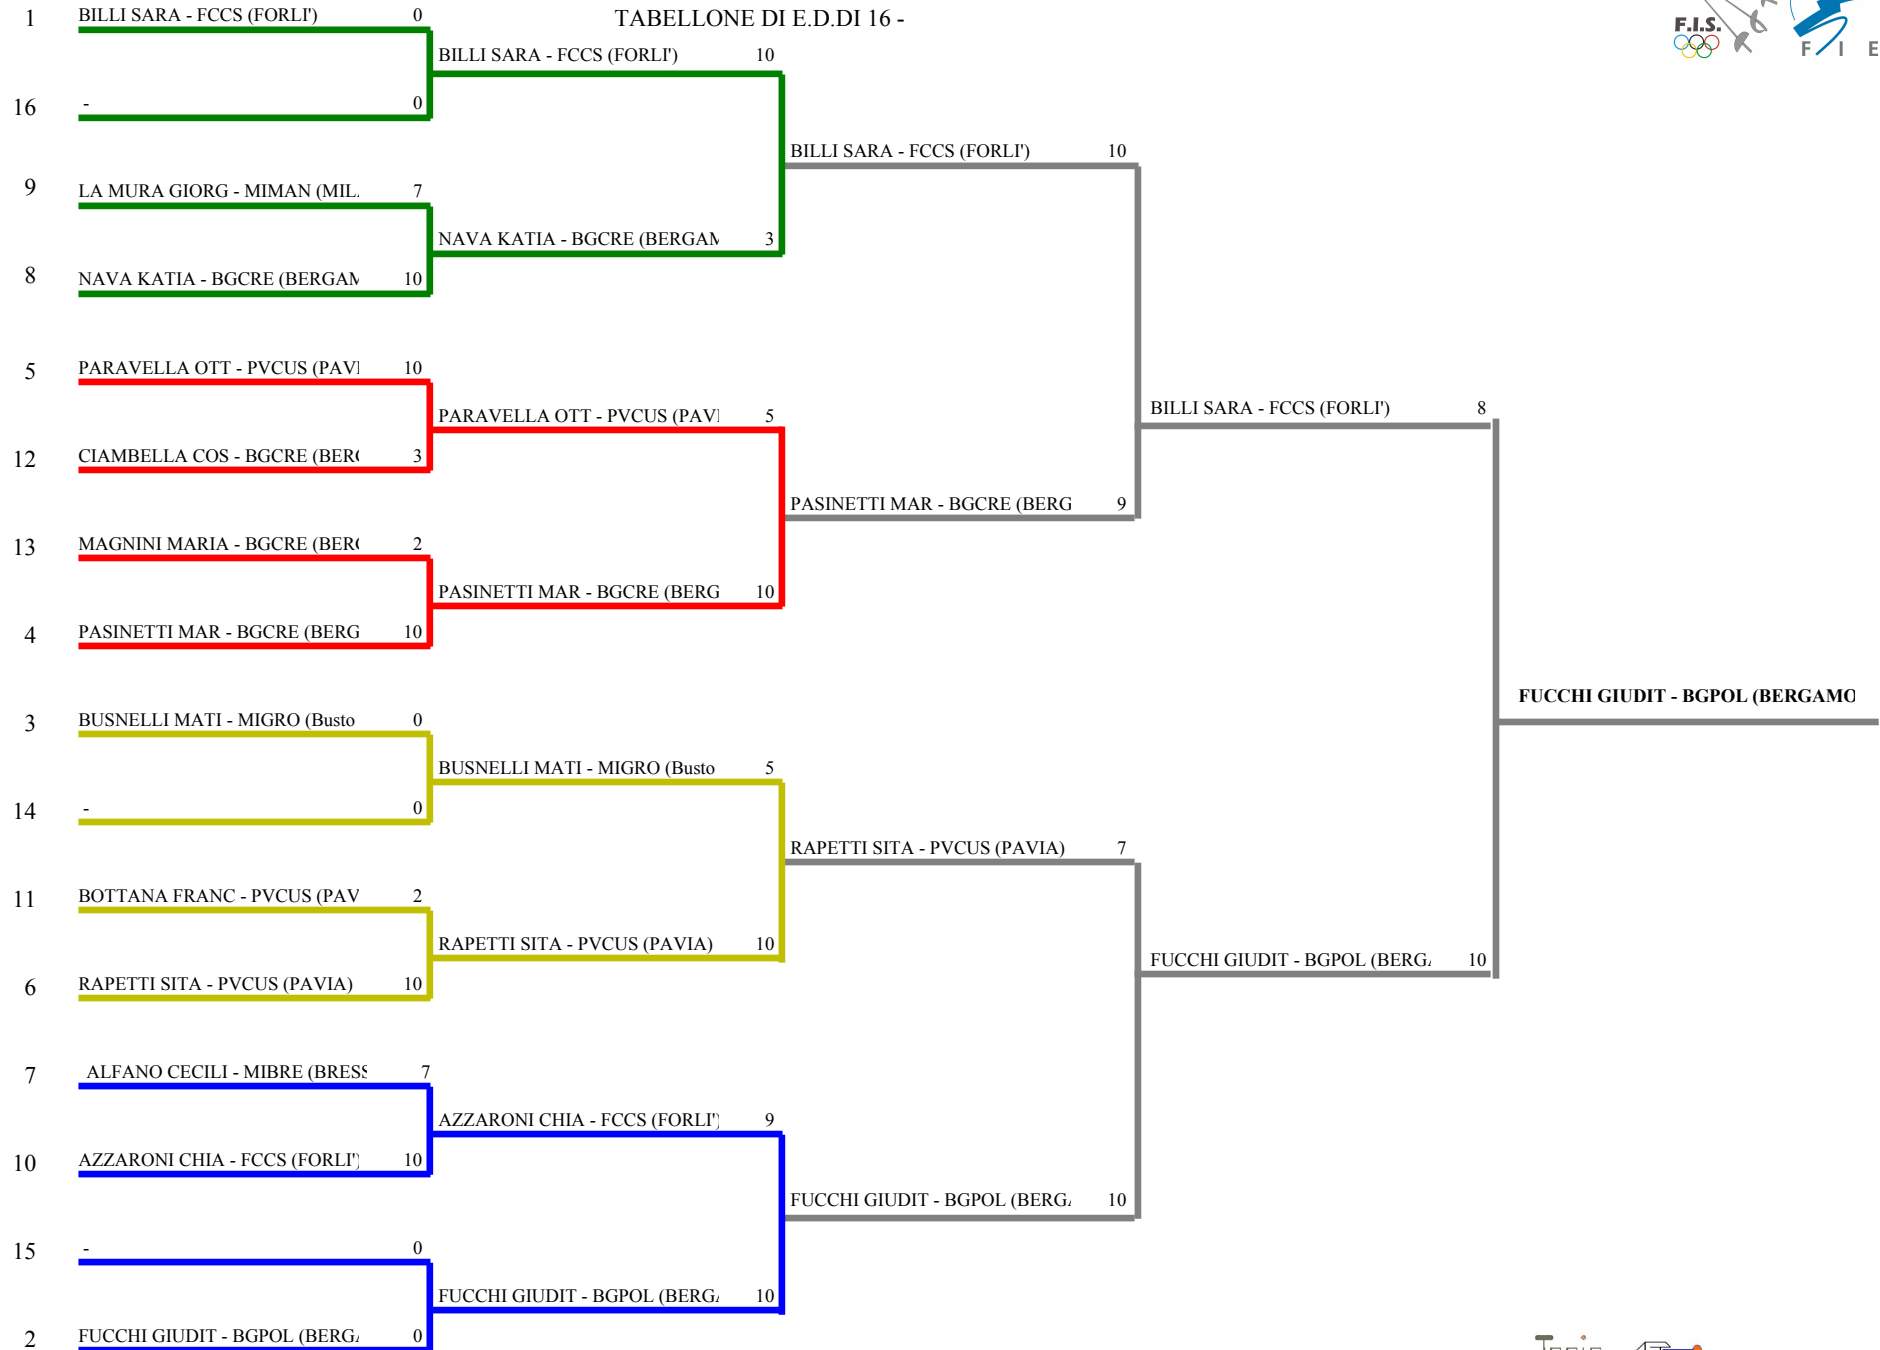 TABELLONE DI E.D.DI 16 -
F.I.S.
F I E
1 BILLI SARA - FCCS (FORLI') 0
16 - 0
9 LA MURA GIORG - MIMAN (MIL 7
8 NAVA KATIA - BGCRE (BERGAM 10
5 PARAVELLA OTT - PVCUS (PAVI 10
12 CIAMBELLA COS - BGCRE (BERG 3
13 MAGNINI MARIA - BGCRE (BERG 2
4 PASINETTI MAR - BGCRE (BERG 10
3 BUSNELLI MATI - MIGRO (Busto 0
14 - 0
11 BOTTANA FRANC - PVCUS (PAV 2
6 RAPETTI SITA - PVCUS (PAVIA) 10
7 ALFANO CECILI - MIBRE (BRESS 7
10 AZZARONI CHIA - FCCS (FORLI') 10
15 - 0
2 FUCCHI GIUDIT - BGPOL (BERGA 0
BILLI SARA - FCCS (FORLI') 10
NAVA KATIA - BGCRE (BERGAM 3
PARAVELLA OTT - PVCUS (PAVI 5
PASINETTI MAR - BGCRE (BERG 10
BUSNELLI MATI - MIGRO (Busto 5
RAPETTI SITA - PVCUS (PAVIA) 10
AZZARONI CHIA - FCCS (FORLI') 9
FUCCHI GIUDIT - BGPOL (BERGA 10
BILLI SARA - FCCS (FORLI') 10
PASINETTI MAR - BGCRE (BERG 9
RAPETTI SITA - PVCUS (PAVIA) 7
FUCCHI GIUDIT - BGPOL (BERGA 10
BILLI SARA - FCCS (FORLI') 8
FUCCHI GIUDIT - BGPOL (BERGA 10
FUCCHI GIUDIT - BGPOL (BERGAMO